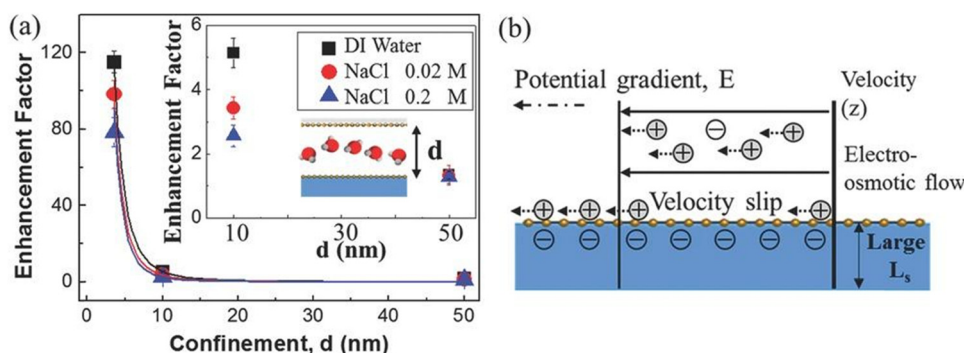 (a)
Enhancement Factor
120
80
40
0
0
10
20
30
40
50
Confinement, d (nm)
Enhancement Factor
6
4
2
0
10
30
50
d (nm)
DI Water
NaCl 0.02 M
NaCl 0.2 M
d
(b)
Potential gradient, E
Velocity
(z)
Electro-
osmotic flow
Velocity slip
Large
Ls